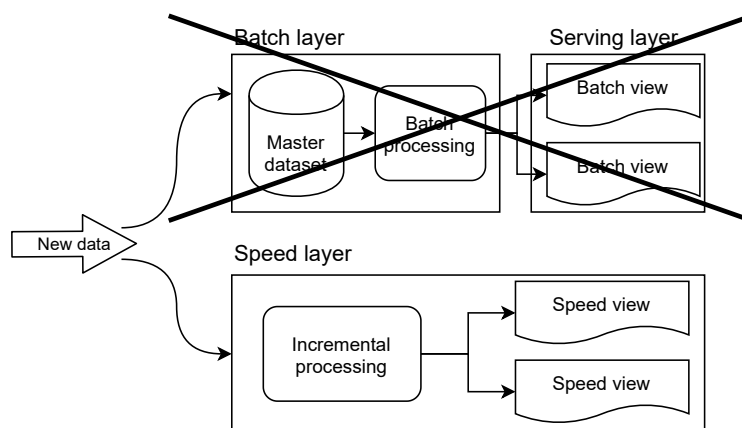 Batch layer
Serving layer
Batch view
Master
dataset
Batch
processing
Batch view
New data
Speed layer
Speed view
Incremental
processing
Speed view